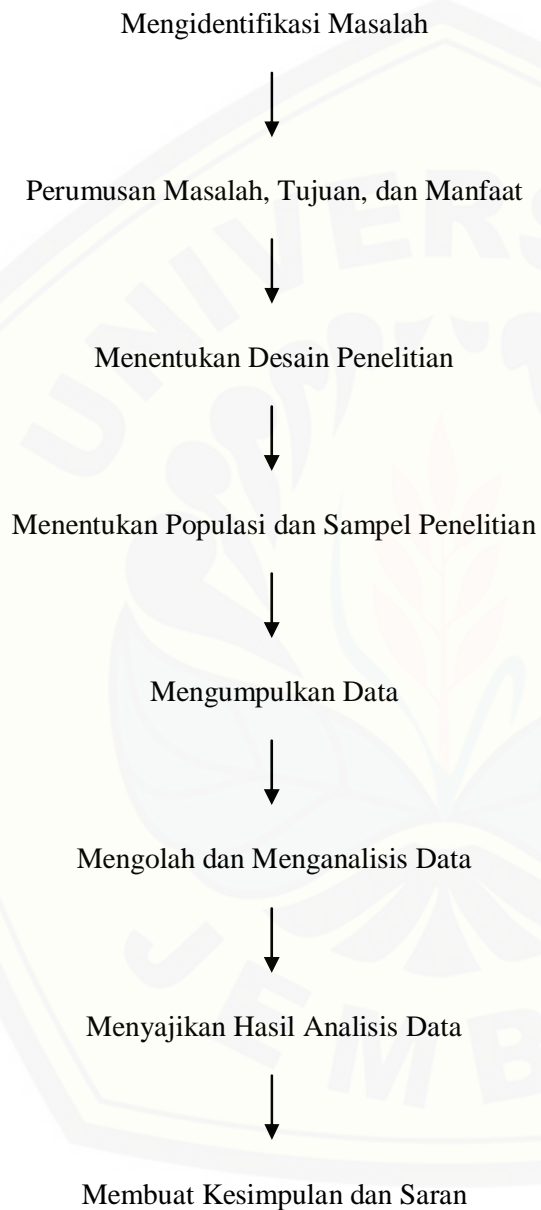 Mengidentifikasi Masalah
Perumusan Masalah, Tujuan, dan Manfaat
Menentukan Desain Penelitian
Menentukan Populasi dan Sampel Penelitian
Mengumpulkan Data
Mengolah dan Menganalisis Data
Menyajikan Hasil Analisis Data
Membuat Kesimpulan dan Saran